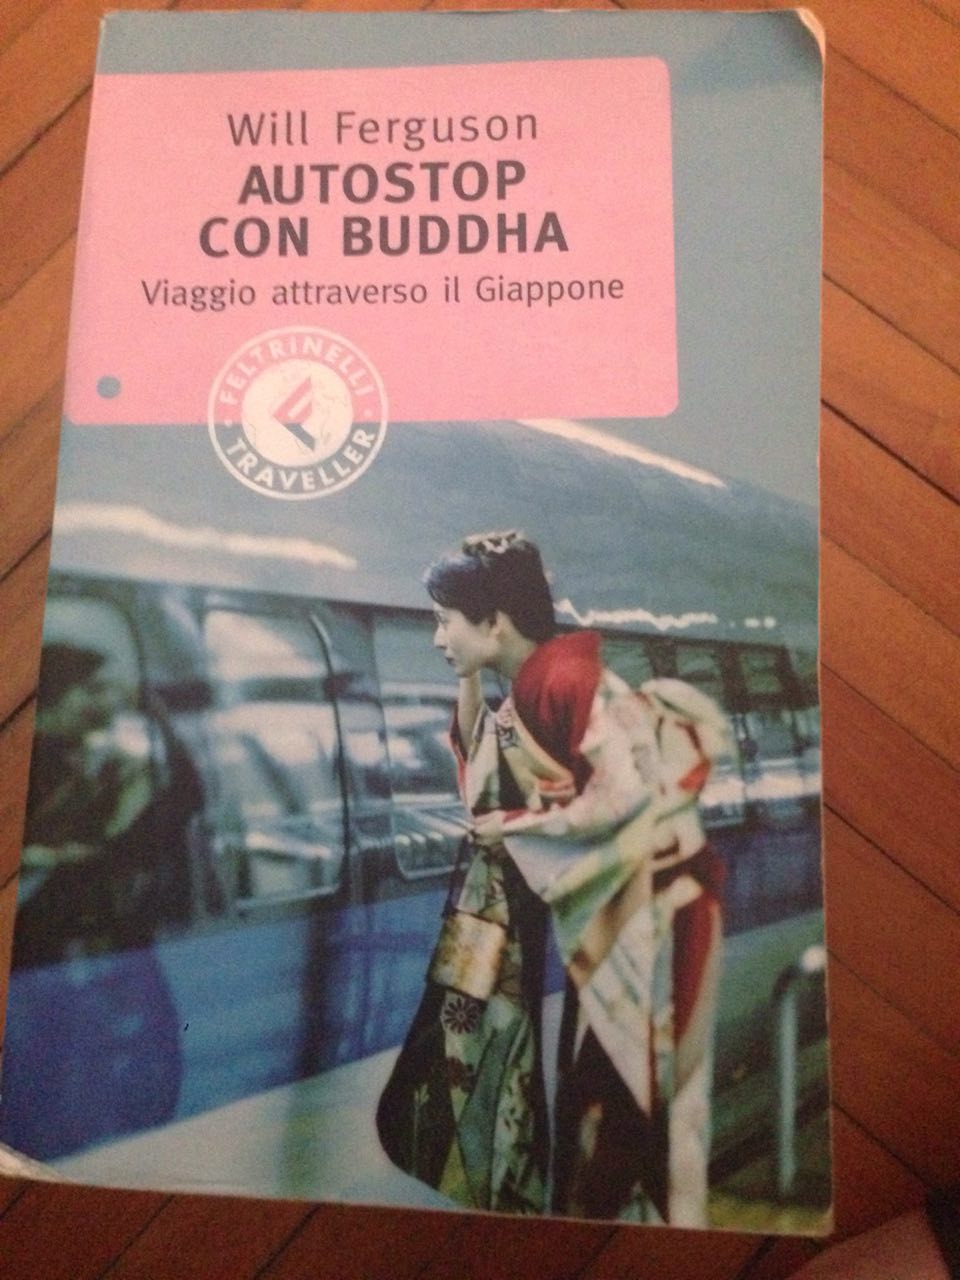 Will Ferguson
AUTOSTOP
CON BUDDHA
Viaggio attraverso il Giappone
FELTRINELLI
TRAVELLER